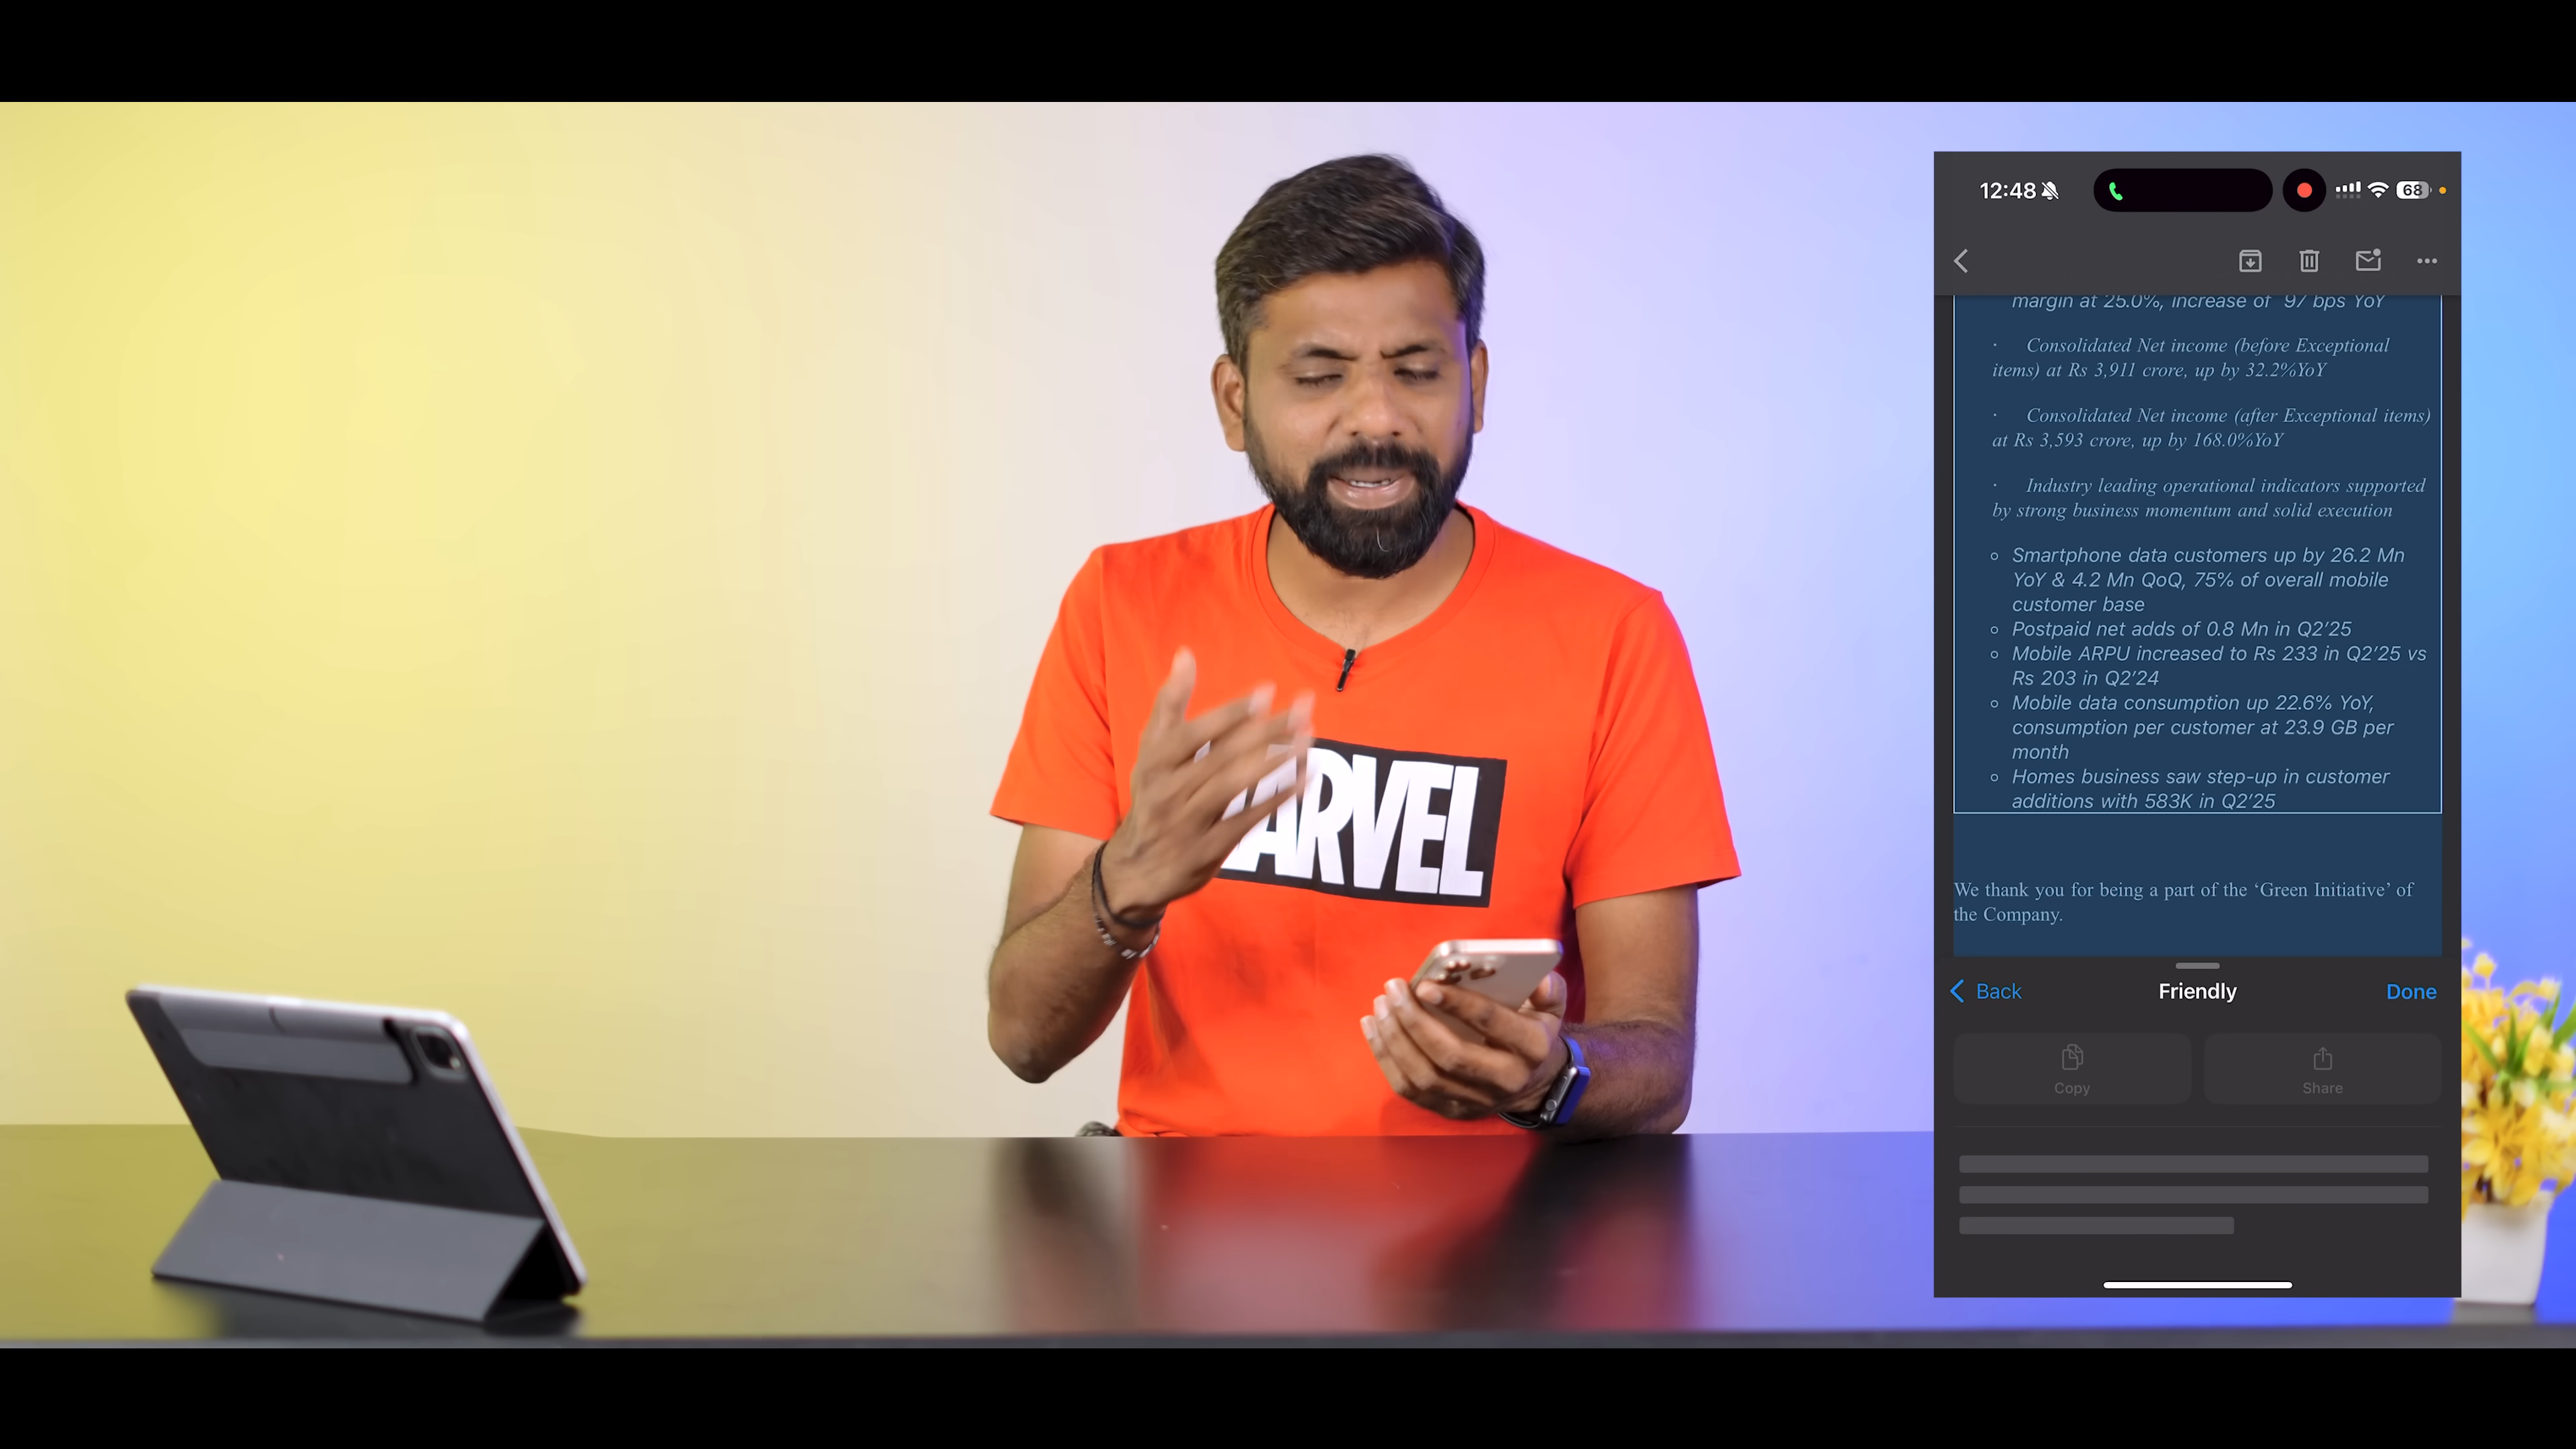 MARVEL
12:48
68
margin at 25.0%, increase of 97 bps YoY
· Consolidated Net income (before Exceptional
items) at Rs 3,911 crore, up by 32.2%YoY
· Consolidated Net income (after Exceptional items)
at Rs 3,593 crore, up by 168.0%YoY
· Industry leading operational indicators supported
by strong business momentum and solid execution
Smartphone data customers up by 26.2 Mn
YoY & 4.2 Mn QoQ, 75% of overall mobile
customer base
Postpaid net adds of 0.8 Mn in Q2’25
Mobile ARPU increased to Rs 233 in Q2’25 vs
Rs 203 in Q2’24
Mobile data consumption up 22.6% YoY,
consumption per customer at 23.9 GB per
month
Homes business saw step-up in customer
additions with 583K in Q2’25
We thank you for being a part of the ‘Green Initiative’ of
the Company.
Back Friendly Done
Copy Share